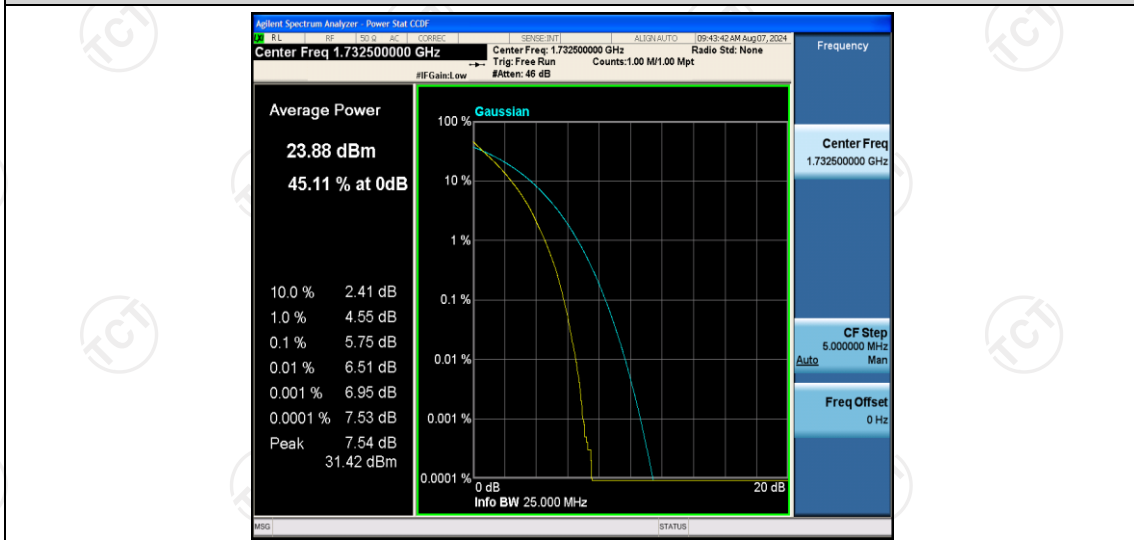 Agilent Spectrum Analyzer - Power Stat CCDF
RL RF 50 Ω AC CORREC SENSE:INT ALIGN AUTO 09:43:42 AM Aug 07, 2024
Center Freq 1.732500000 GHz
Center Freq: 1.732500000 GHz Radio Std: None
Trig: Free Run Counts:1.00 M/1.00 Mpt
#IFGain:Low #Atten: 46 dB
Frequency
Average Power
23.88 dBm
45.11 % at 0dB
10.0 % 2.41 dB
1.0 % 4.55 dB
0.1 % 5.75 dB
0.01 % 6.51 dB
0.001 % 6.95 dB
0.0001 % 7.53 dB
Peak 7.54 dB
31.42 dBm
Gaussian
100 %
10 %
1 %
0.1 %
0.01 %
0.001 %
0.0001 %
0 dB 20 dB
Info BW 25.000 MHz
Center Freq
1.732500000 GHz
CF Step
5.000000 MHz
Auto Man
Freq Offset
0 Hz
MSG STATUS
TCT
TCT
TCT
TCT